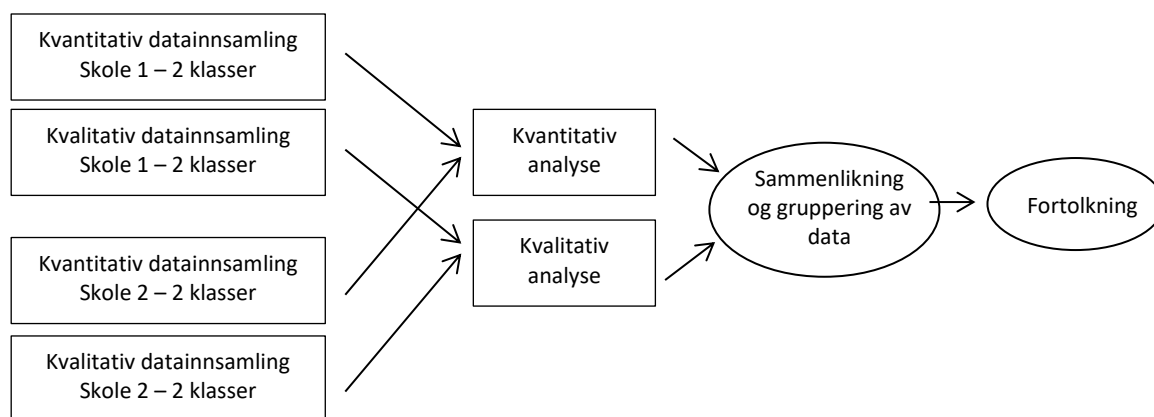 Kvantitativ datainnsamling
Skole 1 – 2 klasser
Kvalitativ datainnsamling
Skole 1 – 2 klasser
Kvantitativ datainnsamling
Skole 2 – 2 klasser
Kvalitativ datainnsamling
Skole 2 – 2 klasser
Kvantitativ
analyse
Kvalitativ
analyse
Sammenlikning
og gruppering av
data
Fortolkning